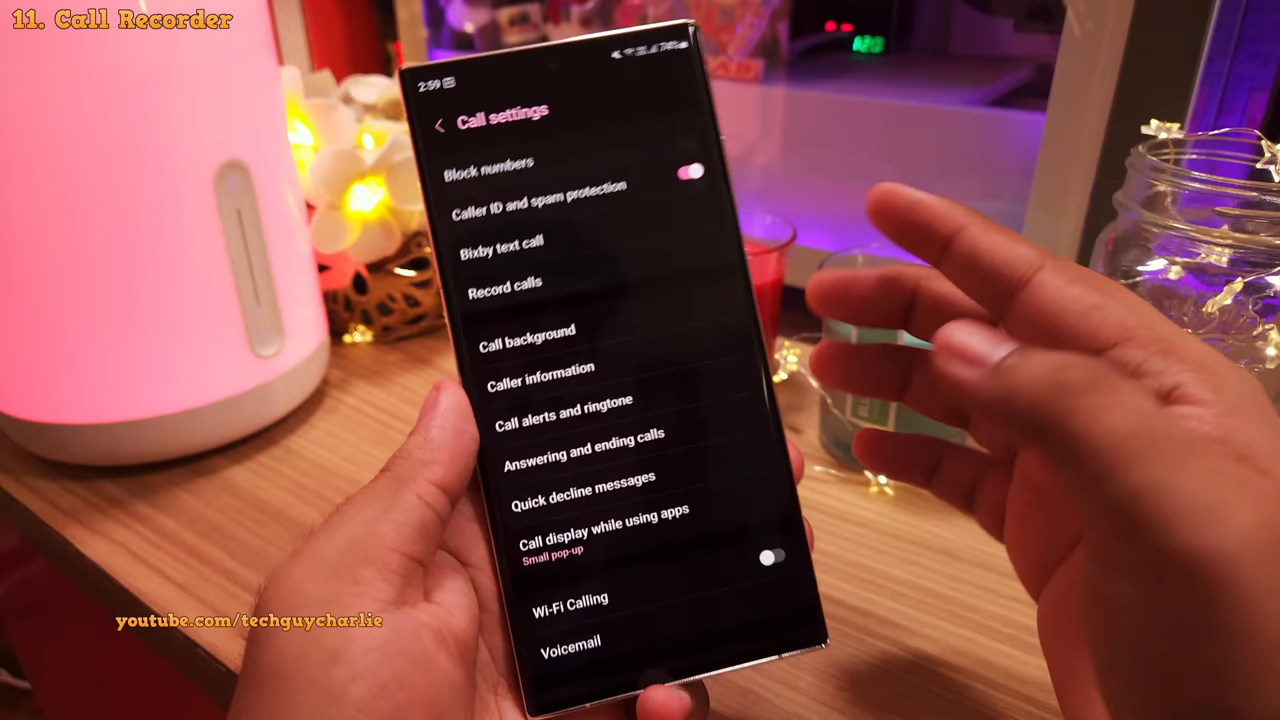 11. Call Recorder
2:59
74%
Call settings
Block numbers
Caller ID and spam protection
Bixby text call
Record calls
Call background
Caller information
Call alerts and ringtone
Answering and ending calls
Quick decline messages
Call display while using apps
Small pop-up
Wi-Fi Calling
Voicemail
youtube.com/techguycharlie